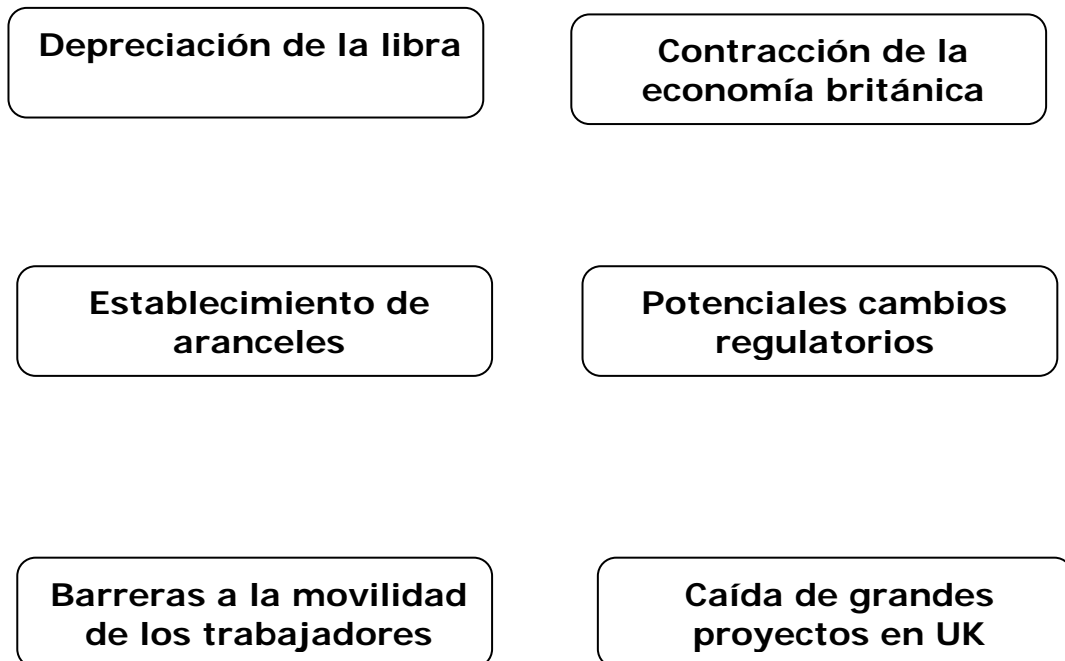 Depreciación de la libra
Contracción de la
economía británica
Establecimiento de
aranceles
Potenciales cambios
regulatorios
Barreras a la movilidad
de los trabajadores
Caída de grandes
proyectos en UK